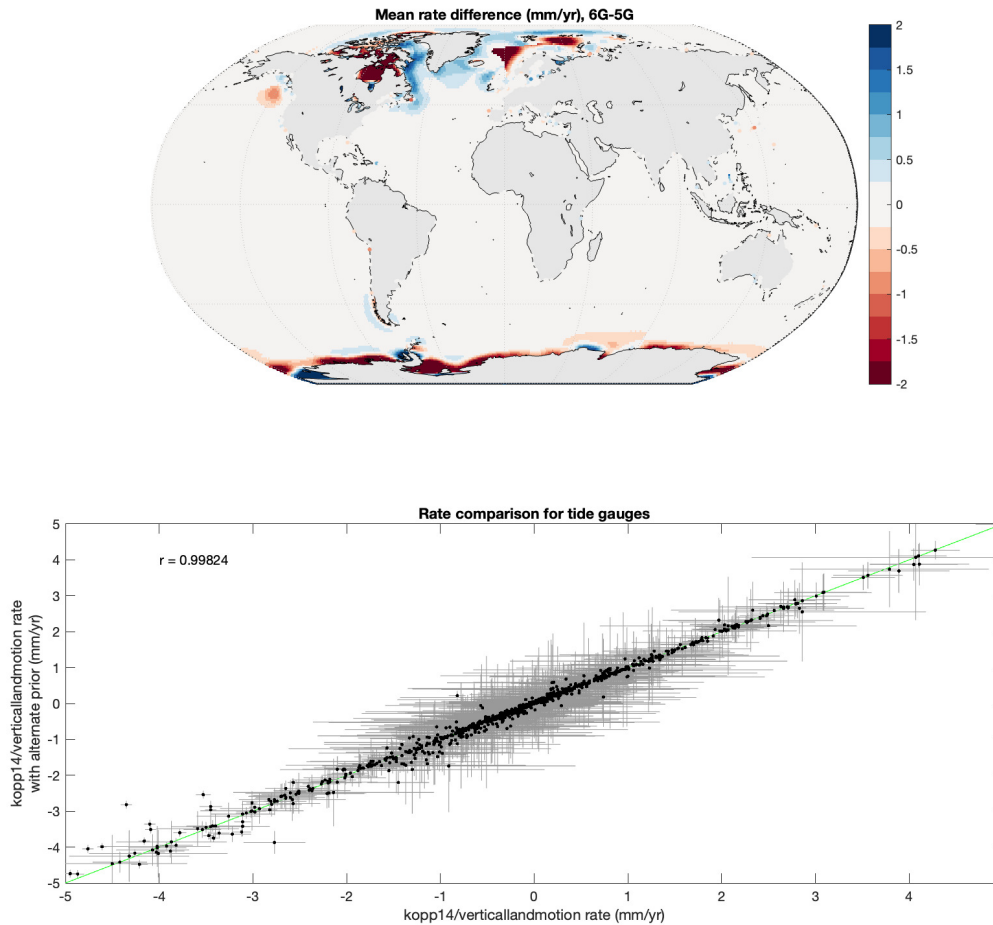 Mean rate difference (mm/yr), 6G-5G
2
1.5
1
0.5
0
-0.5
-1
-1.5
-2
Rate comparison for tide gauges
r = 0.99824
5
4
3
2
1
0
-1
-2
-3
-4
-5
kopp14/verticallandmotion rate
with alternate prior (mm/yr)
-5 -4 -3 -2 -1 0 1 2 3 4
kopp14/verticallandmotion rate (mm/yr)